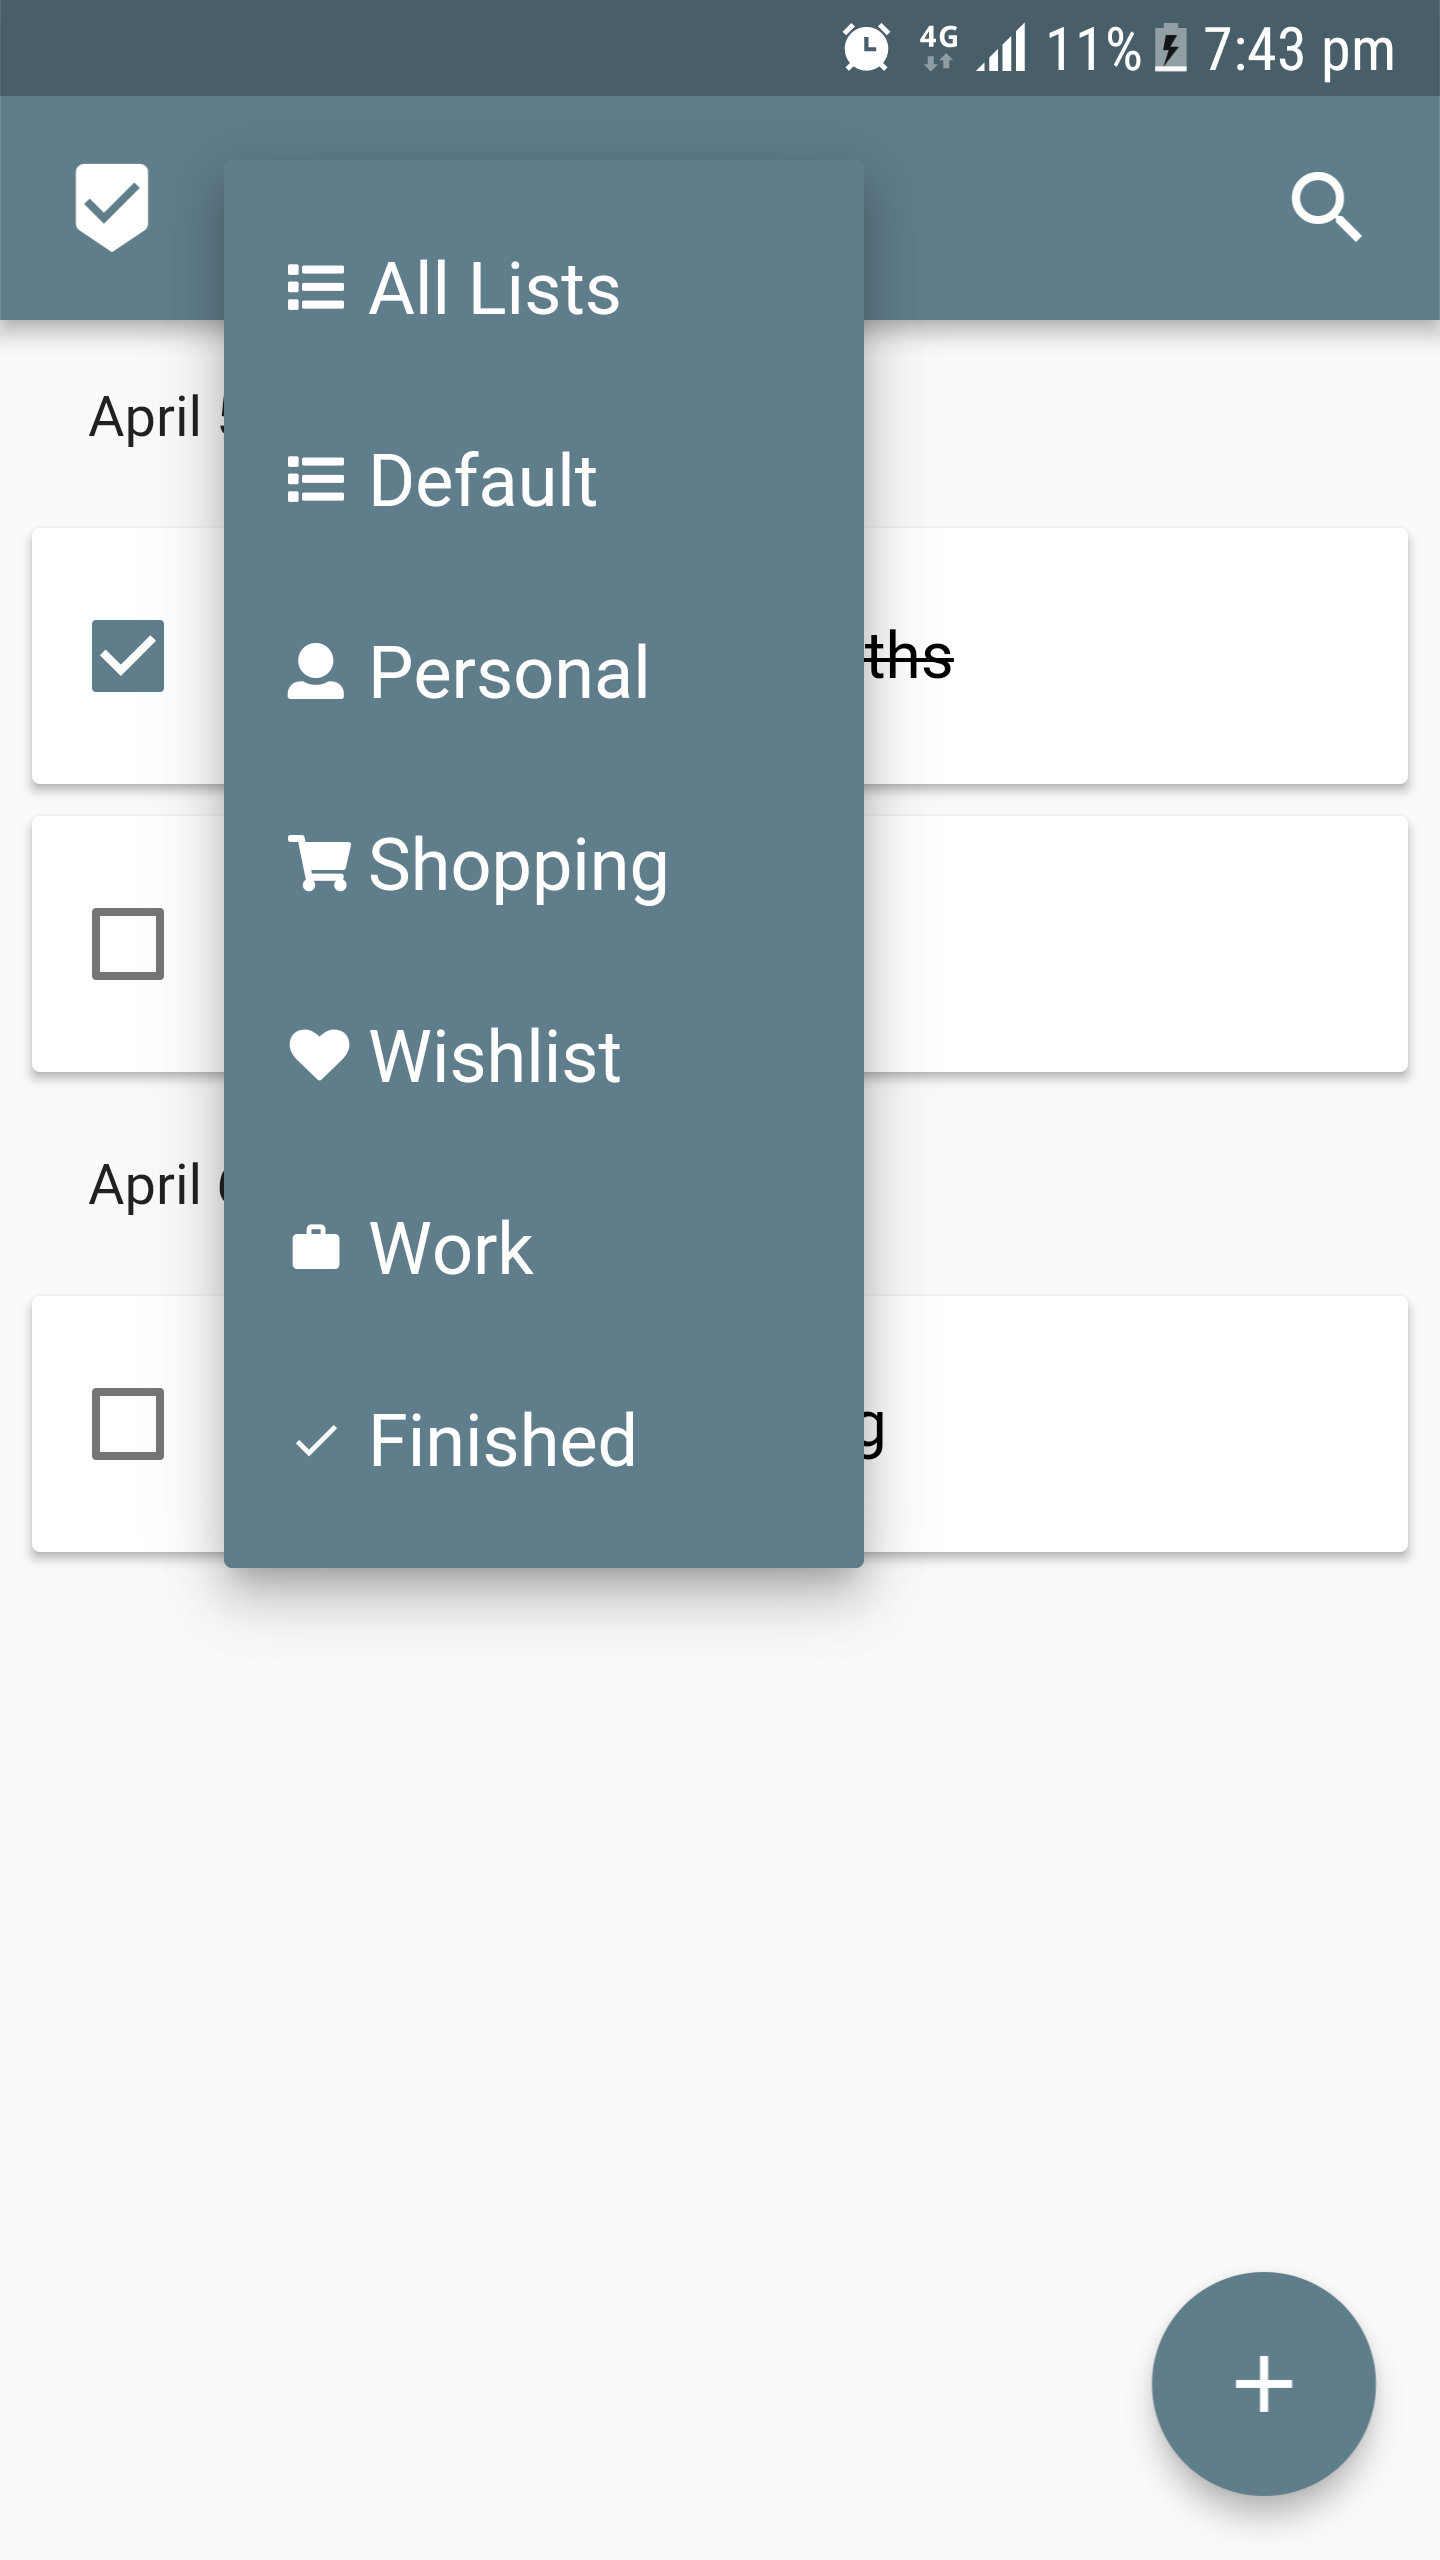 4G 11% 7:43 pm
All Lists
April
Default
Personal
Shopping
Wishlist
April
Work
Finished